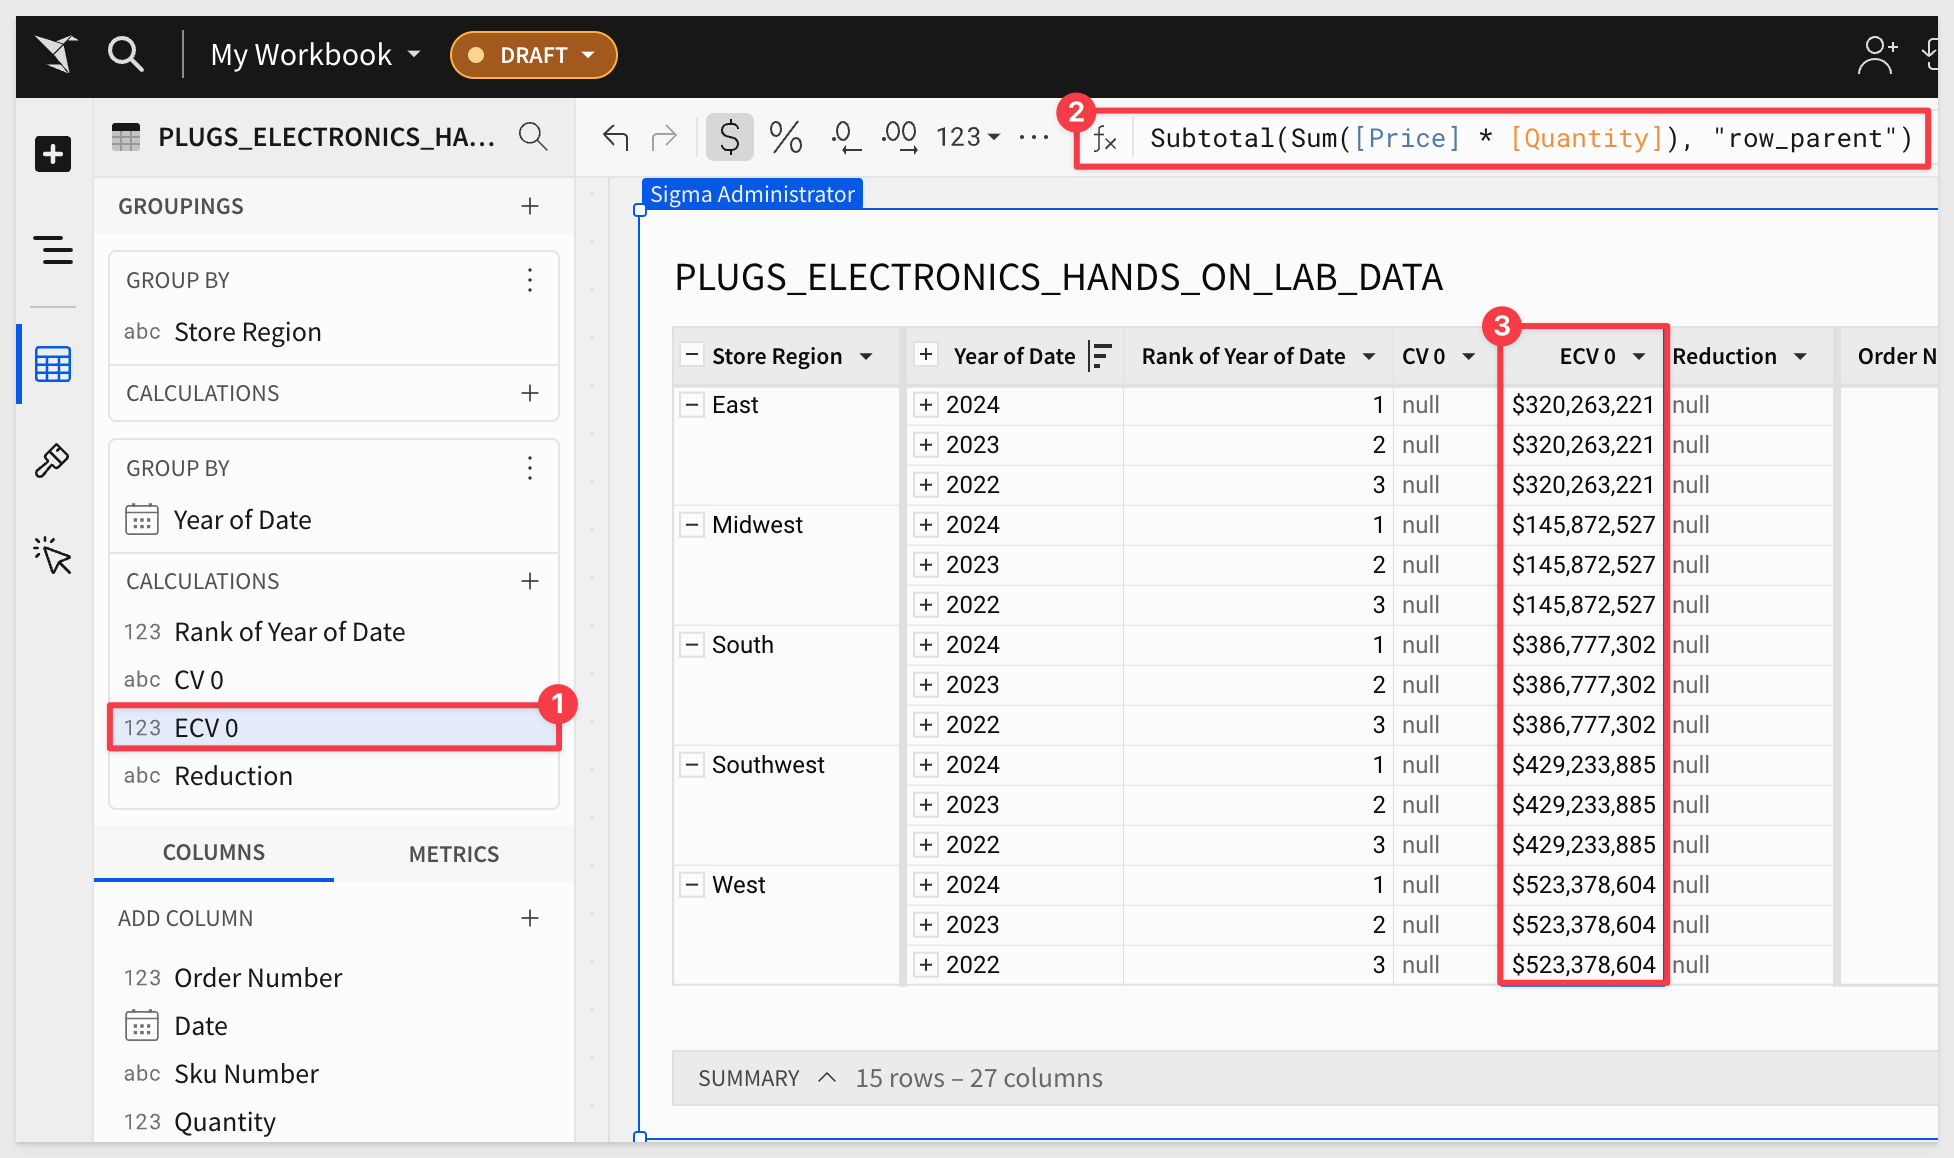 My Workbook
DRAFT
PLUGS_ELECTRONICS_HA...
$ % .0 .00 123 ...
2
fx Subtotal(Sum([Price] * [Quantity]), "row_parent")
GROUPINGS
GROUP BY
abc Store Region
CALCULATIONS
GROUP BY
Year of Date
CALCULATIONS
123 Rank of Year of Date
abc CV 0
123 ECV 0
1
abc Reduction
COLUMNS METRICS
ADD COLUMN
123 Order Number
Date
abc Sku Number
123 Quantity
Sigma Administrator
PLUGS_ELECTRONICS_HANDS_ON_LAB_DATA
3
Store Region Year of Date Rank of Year of Date CV 0 ECV 0 Reduction Order N
East 2024 1 null $320,263,221 null
2023 2 null $320,263,221 null
2022 3 null $320,263,221 null
Midwest 2024 1 null $145,872,527 null
2023 2 null $145,872,527 null
2022 3 null $145,872,527 null
South 2024 1 null $386,777,302 null
2023 2 null $386,777,302 null
2022 3 null $386,777,302 null
Southwest 2024 1 null $429,233,885 null
2023 2 null $429,233,885 null
2022 3 null $429,233,885 null
West 2024 1 null $523,378,604 null
2023 2 null $523,378,604 null
2022 3 null $523,378,604 null
SUMMARY 15 rows – 27 columns